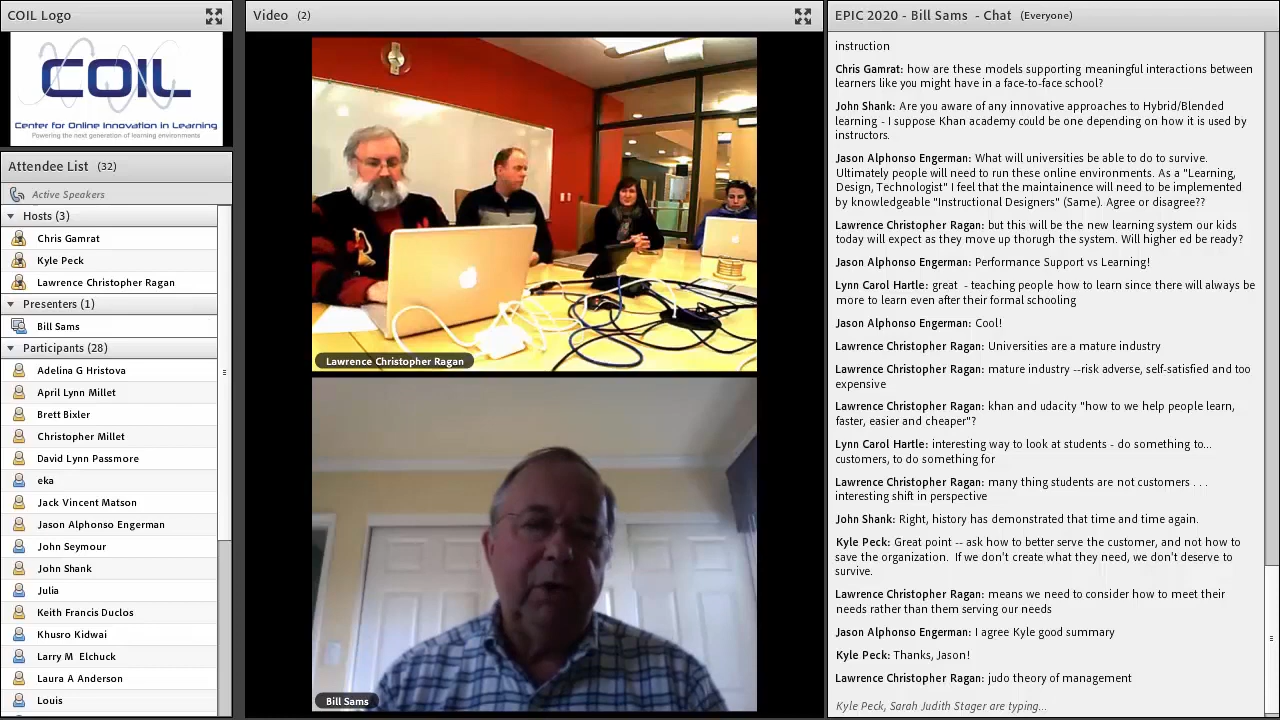 COIL Logo
COIL
Center for Online Innovation in Learning
Powering the next generation of learning environments
Attendee List (32)
Active Speakers
Hosts (3)
Chris Gamrat
Kyle Peck
Lawrence Christopher Ragan
Presenters (1)
Bill Sams
Participants (28)
Adelina G Hristova
April Lynn Millet
Brett Bixler
Christopher Millet
David Lynn Passmore
eka
Jack Vincent Matson
Jason Alphonso Engerman
John Seymour
John Shank
Julia
Keith Francis Duclos
Khusro Kidwai
Larry M Elchuck
Laura A Anderson
Louis
Video (2)
Lawrence Christopher Ragan
Bill Sams
EPIC 2020 - Bill Sams - Chat (Everyone)
instruction
Chris Gamrat: how are these models supporting meaningful interactions between
learners like you might have in a face-to-face school?
John Shank: Are you aware of any innovative approaches to Hybrid/Blended
learning - I suppose Khan academy could be one depending on how it is used by
instructors
Jason Alphonso Engerman: What will universities be able to do to survive.
Ultimately people will need to run these online environments. As a "Learning,
Design, Technologist" I feel that the maintainence will need to be implemented
by knowledgeable "Instructional Designers" (Same). Agree or disagree??
Lawrence Christopher Ragan: but this will be the new learning system our kids
today will expect as they move up thorugh the system. Will higher ed be ready?
Jason Alphonso Engerman: Performance Support vs Learning!
Lynn Carol Hartle: great - teaching people how to learn since there will always be
more to learn even after their formal schooling
Jason Alphonso Engerman: Cool!
Lawrence Christopher Ragan: Universities are a mature industry
Lawrence Christopher Ragan: mature industry --risk adverse, self-satisfied and too
expensive
Lawrence Christopher Ragan: khan and udacity "how to we help people learn,
faster, easier and cheaper"?
Lynn Carol Hartle: interesting way to look at students - do something to...
customers, to do something for
Lawrence Christopher Ragan: many thing students are not customers . . .
interesting shift in perspective
John Shank: Right, history has demonstrated that time and time again.
Kyle Peck: Great point -- ask how to better serve the customer, and not how to
save the organization. If we don't create what they need, we don't deserve to
survive.
Lawrence Christopher Ragan: means we need to consider how to meet their
needs rather than them serving our needs
Jason Alphonso Engerman: I agree Kyle good summary
Kyle Peck: Thanks, Jason!
Lawrence Christopher Ragan: judo theory of management
Kyle Peck, Sarah Judith Stager are typing...